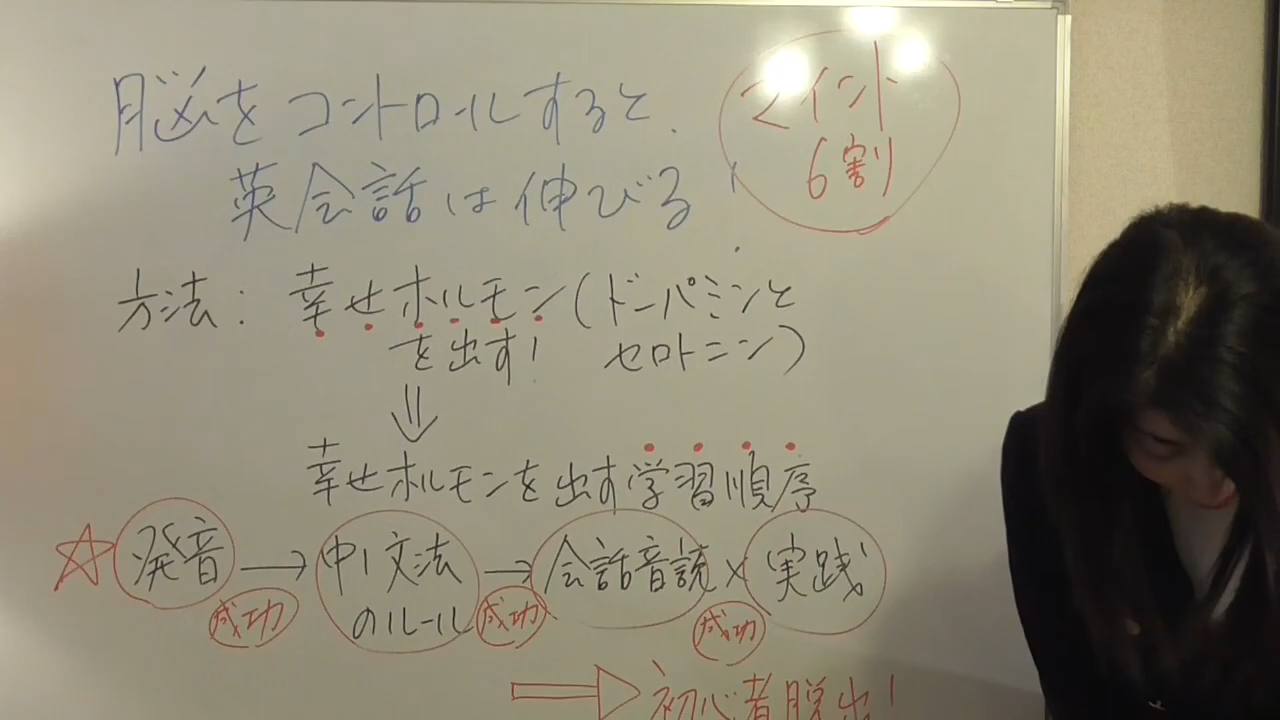 脳をコントロールすると、
英会話は伸びる
マインド
6割
方法: 幸せホルモン(ドーパミンと
セロトニン)
を出す!
⇓
幸せホルモンを出す学習順序
☆発音 → 中1文法のルール → 会話音読 × 実践
成功 成功 成功
⇒ 初心者脱出!